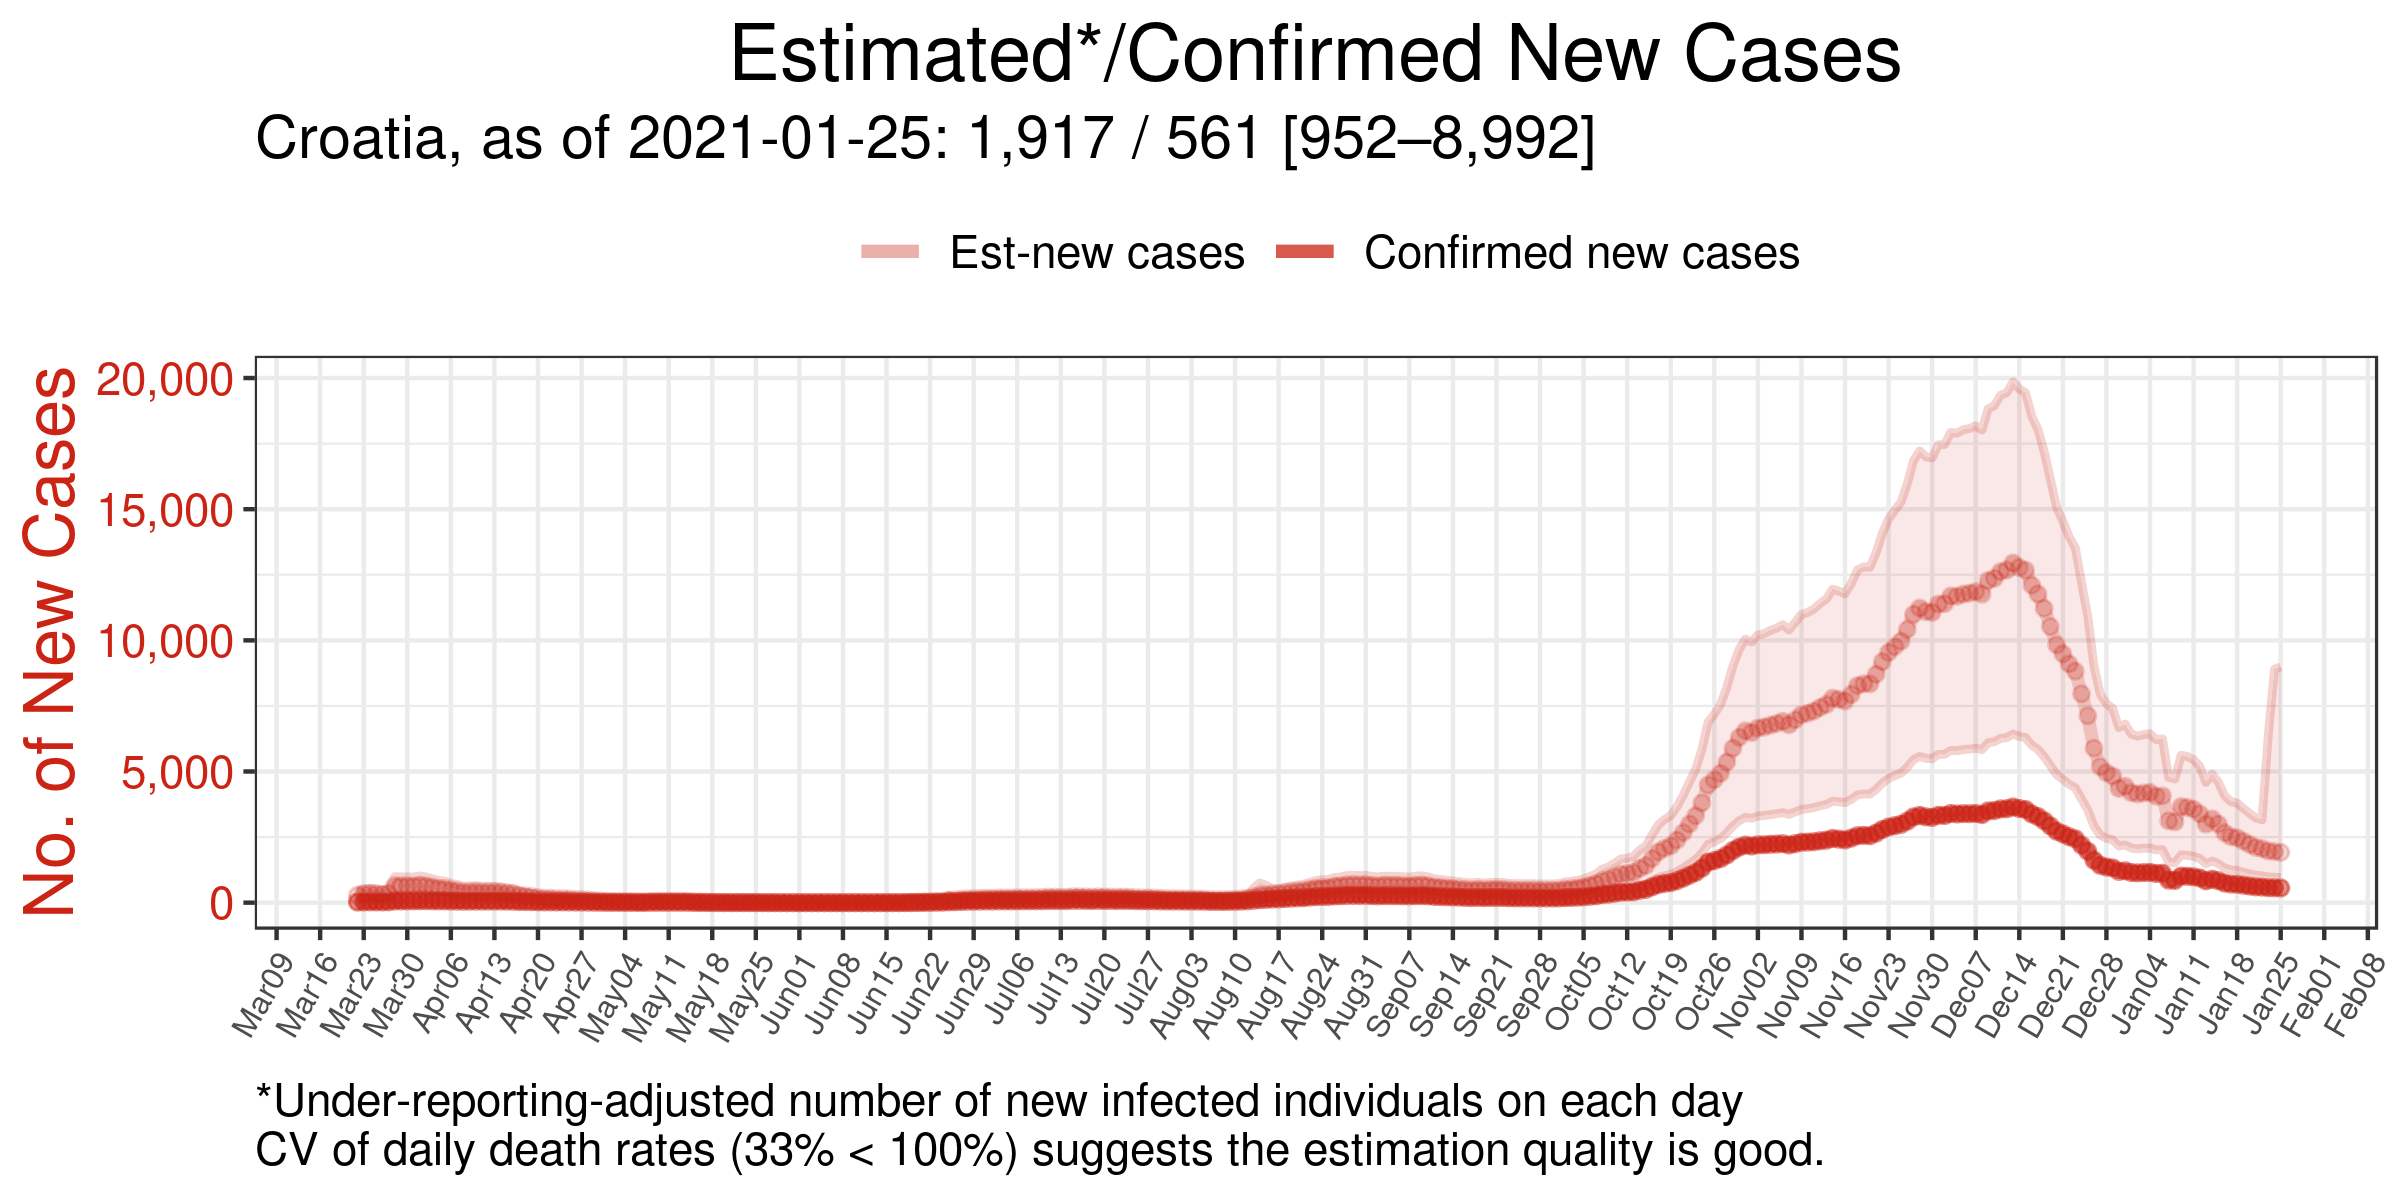 Estimated*/Confirmed New Cases
Croatia, as of 2021-01-25: 1,917 / 561 [952–8,992]
Est-new cases
Confirmed new cases
No. of New Cases
20,000
15,000
10,000
5,000
0
Mar09
Mar16
Mar23
Mar30
Apr06
Apr13
Apr20
Apr27
May04
May11
May18
May25
Jun01
Jun08
Jun15
Jun22
Jun29
Jul06
Jul13
Jul20
Jul27
Aug03
Aug10
Aug17
Aug24
Aug31
Sep07
Sep14
Sep21
Sep28
Oct05
Oct12
Oct19
Oct26
Nov02
Nov09
Nov16
Nov23
Nov30
Dec07
Dec14
Dec21
Dec28
Jan04
Jan11
Jan18
Jan25
Feb01
Feb08
*Under-reporting-adjusted number of new infected individuals on each day
CV of daily death rates (33% < 100%) suggests the estimation quality is good.